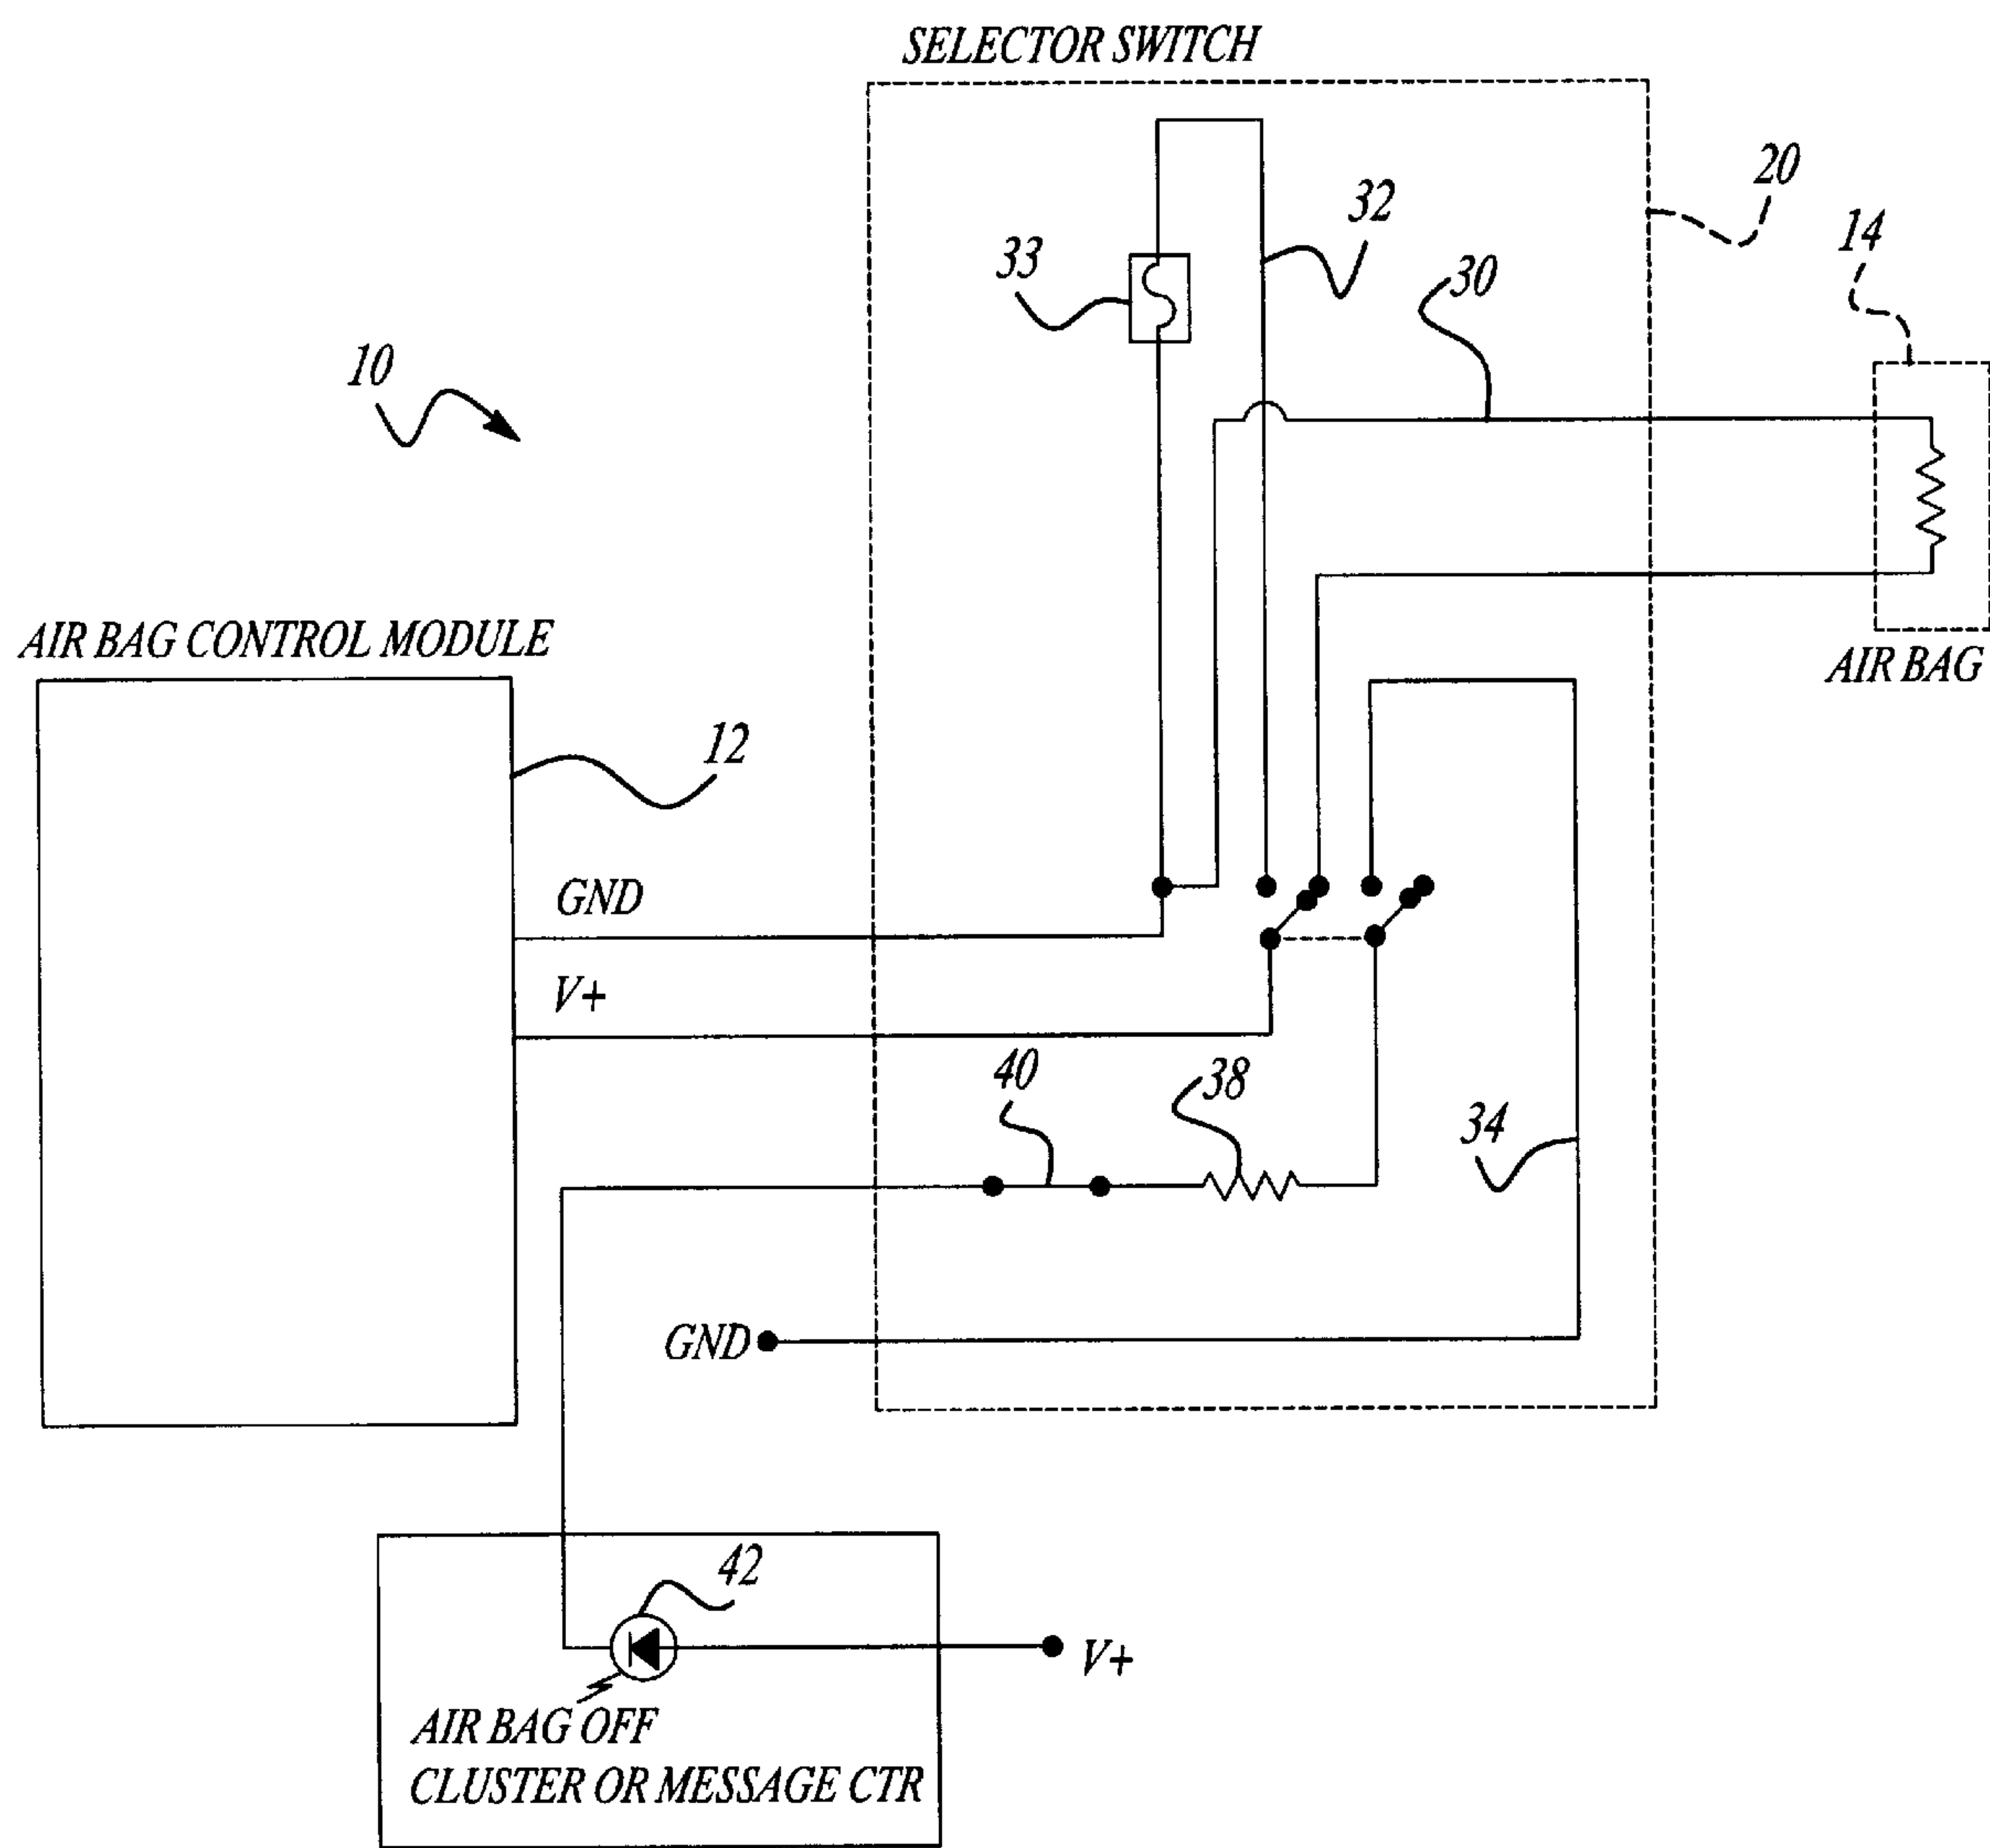 SELECTOR SWITCH
20
14
32
33
30
10
AIR BAG CONTROL MODULE
AIR BAG
12
GND
V+
40
38
34
GND
42
V+
AIR BAG OFF
CLUSTER OR MESSAGE CTR